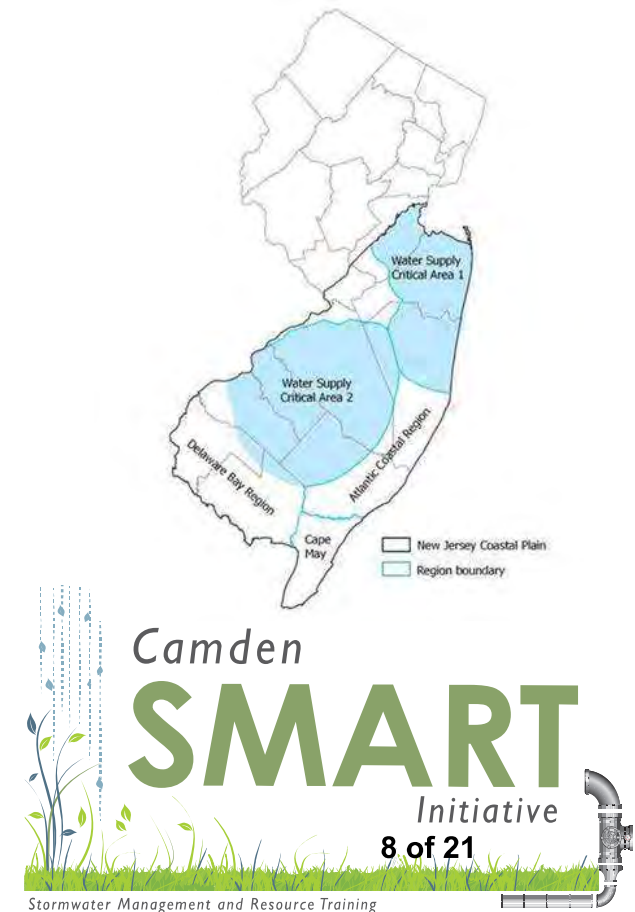 Water Supply
Critical Area 1
Water Supply
Critical Area 2
Delaware Bay Region
Atlantic Coastal Region
Cape
May
New Jersey Coastal Plain
Region boundary
Camden
SMART
Initiative
8 of 21
Stormwater Management and Resource Training